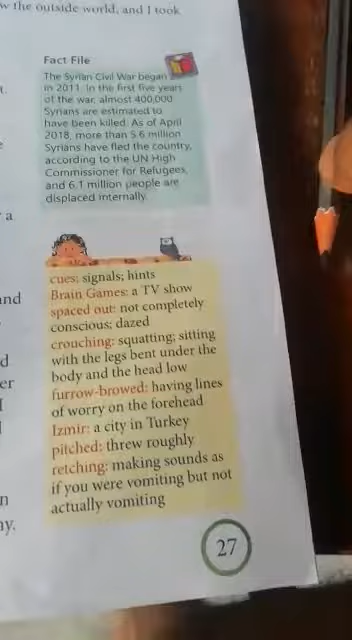 w the outside world, and I took
Fact File
The Syrian Civil War began
in 2011. In the first five years
of the war, almost 400,000
Syrians are estimated to
have been killed. As of April
2018, more than 5.6 million
Syrians have fled the country,
according to the UN High
Commissioner for Refugees,
and 6.1 million people are
displaced internally.
a
and
d
er
I
n
ny.
cues: signals; hints
Brain Games: a TV show
spaced out: not completely
conscious; dazed
crouching: squatting; sitting
with the legs bent under the
body and the head low
furrow-browed: having lines
of worry on the forehead
Izmir: a city in Turkey
pitched: threw roughly
retching: making sounds as
if you were vomiting but not
actually vomiting
27